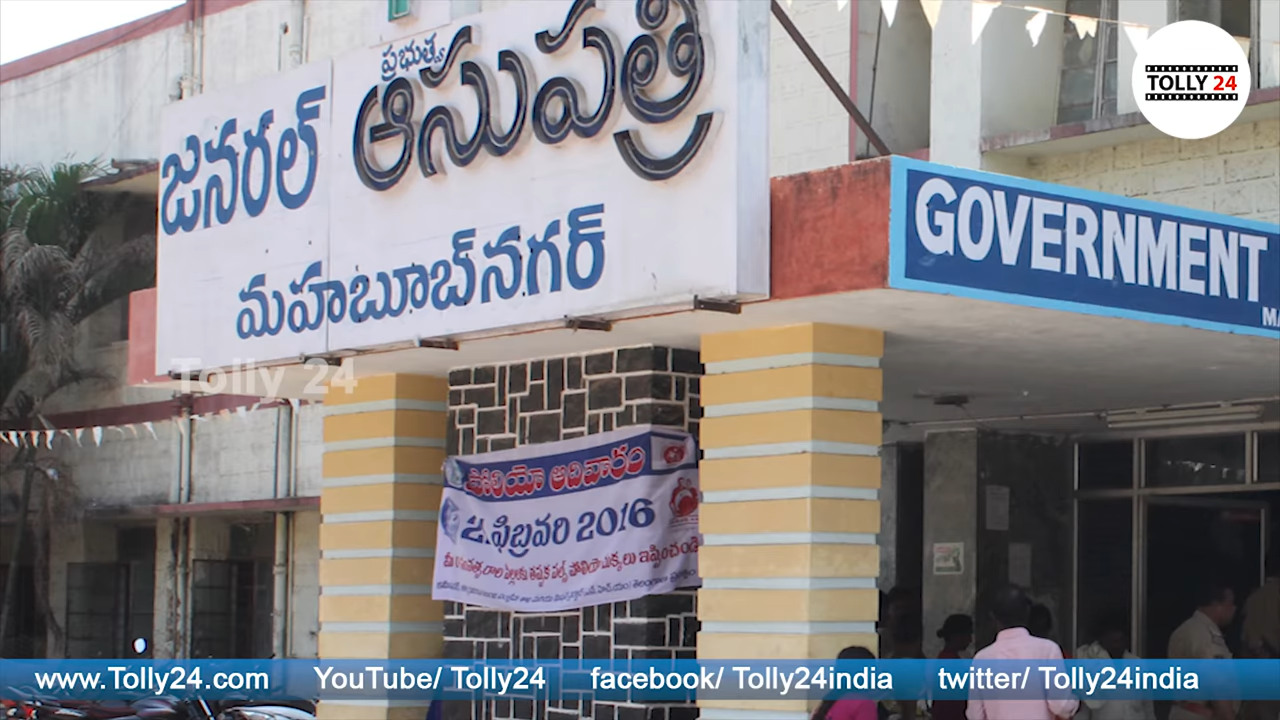 ప్రభుత్వ
జనరల్ ఆసుపత్రి
మహబూబ్‌నగర్
GOVERNMENT
MA
TOLLY 24
Tolly 24
పోలియో ఆదివారం
ఫిబ్రవరి 2016
www.Tolly24.com YouTube/ Tolly24 facebook/ Tolly24india twitter/ Tolly24india